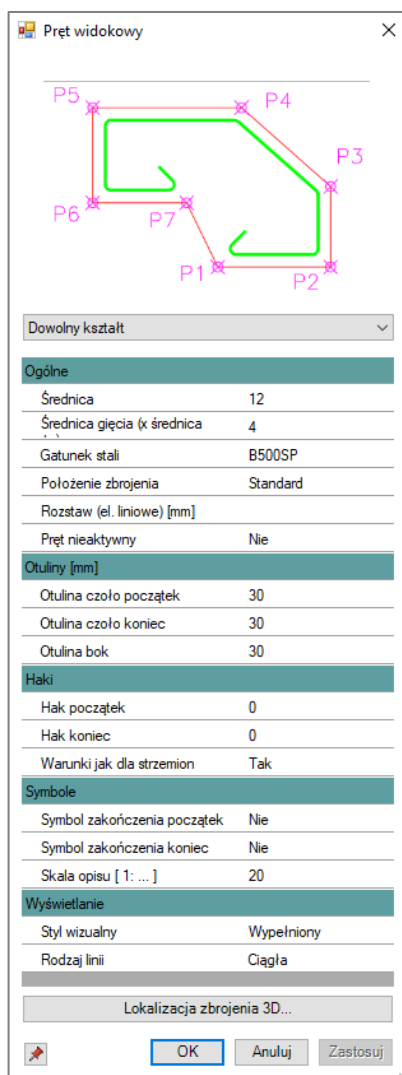 Pręt widokowy
P5
P4
P3
P6
P7
P1
P2
Dowolny kształt
Ogólne
Średnica 12
Średnica gięcia (x średnica 4
Gatunek stali B500SP
Położenie zbrojenia Standard
Rozstaw (el. liniowe) [mm]
Pręt nieaktywny Nie
Otuliny [mm]
Otulina czoło początek 30
Otulina czoło koniec 30
Otulina bok 30
Haki
Hak początek 0
Hak koniec 0
Warunki jak dla strzemion Tak
Symbole
Symbol zakończenia początek Nie
Symbol zakończenia koniec Nie
Skala opisu [ 1: ... ] 20
Wyświetlanie
Styl wizualny Wypełniony
Rodzaj linii Ciągła
Lokalizacja zbrojenia 3D...
OK Anuluj Zastosuj